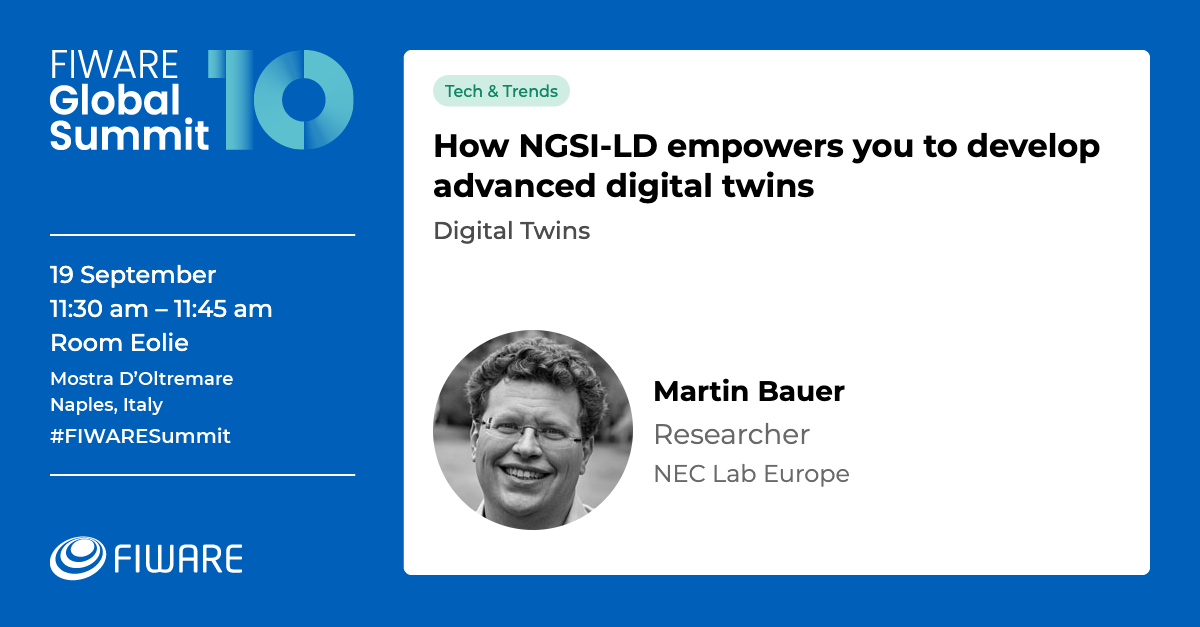 FIWARE
Global
Summit
10
19 September
11:30 am – 11:45 am
Room Eolie
Mostra D’Oltremare
Naples, Italy
#FIWARESummit
FIWARE
Tech & Trends
How NGSI-LD empowers you to develop
advanced digital twins
Digital Twins
Martin Bauer
Researcher
NEC Lab Europe